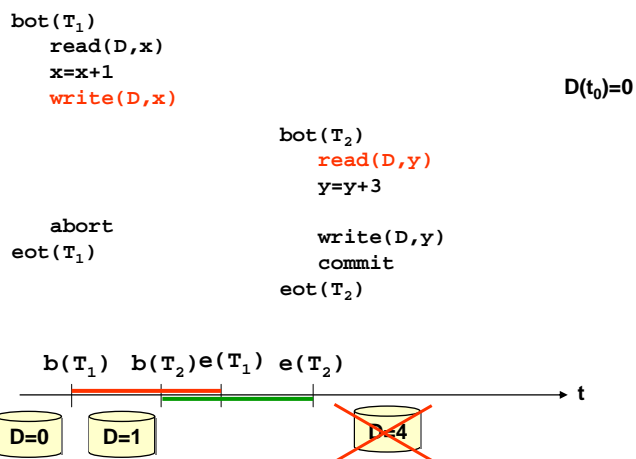 bot(T1)
read(D,x)
x=x+1
write(D,x)
D(t0)=0
bot(T2)
read(D,y)
y=y+3
abort
eot(T1)
write(D,y)
commit
eot(T2)
b(T1) b(T2) e(T1) e(T2)
t
D=0 D=1 D=4